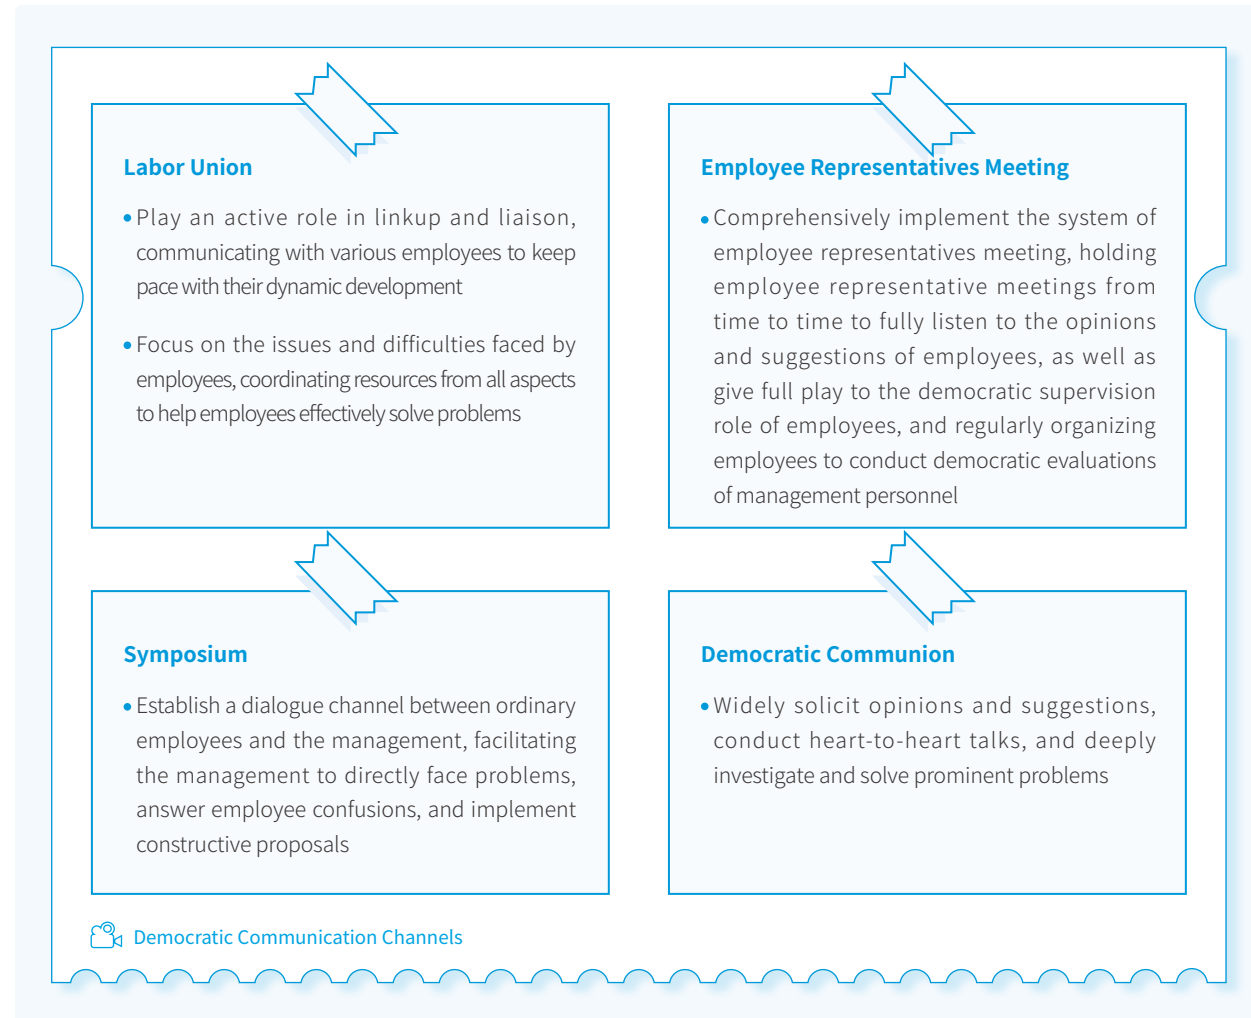 Labor Union
• Play an active role in linkup and liaison,
communicating with various employees to keep
pace with their dynamic development
• Focus on the issues and difficulties faced by
employees, coordinating resources from all aspects
to help employees effectively solve problems
Employee Representatives Meeting
• Comprehensively implement the system of
employee representatives meeting, holding
employee representative meetings from
time to time to fully listen to the opinions
and suggestions of employees, as well as
give full play to the democratic supervision
role of employees, and regularly organizing
employees to conduct democratic evaluations
of management personnel
Symposium
• Establish a dialogue channel between ordinary
employees and the management, facilitating
the management to directly face problems,
answer employee confusions, and implement
constructive proposals
Democratic Communion
• Widely solicit opinions and suggestions,
conduct heart-to-heart talks, and deeply
investigate and solve prominent problems
Democratic Communication Channels